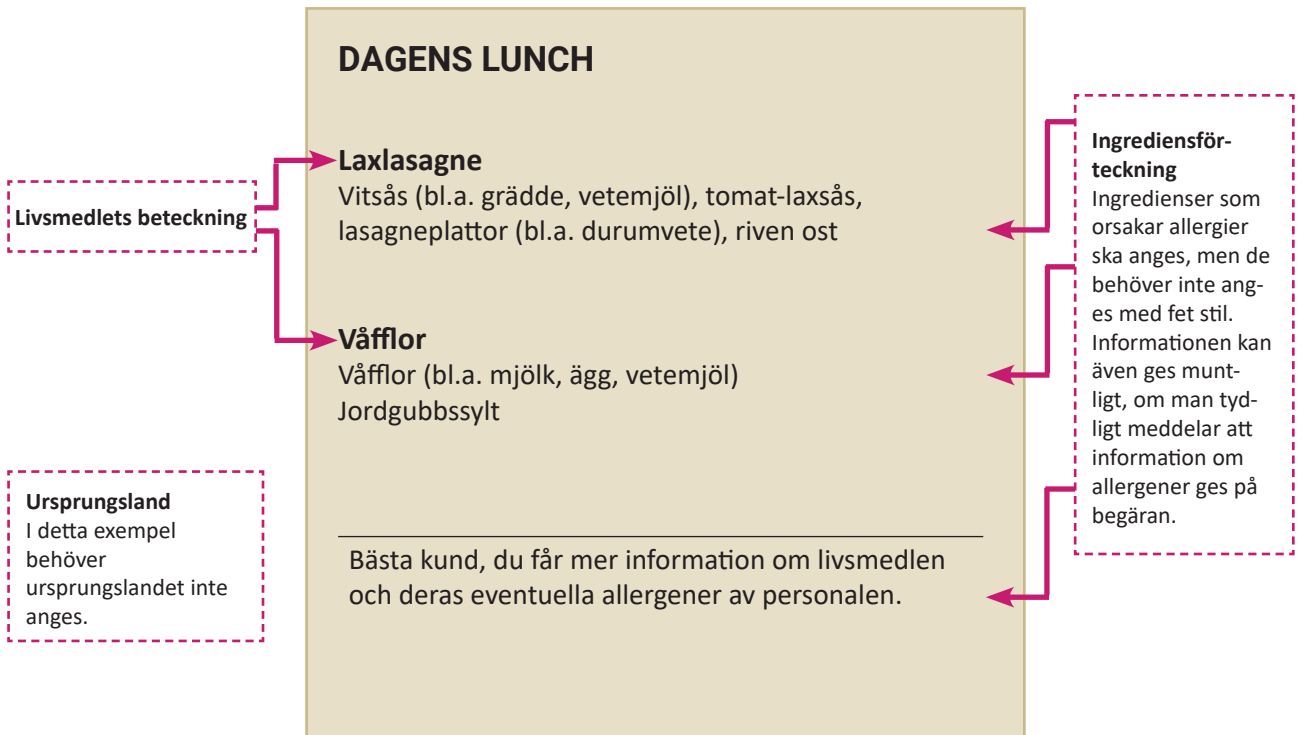 DAGENS LUNCH
Livsmedlets beteckning
Laxlasagne
Vitsås (bl.a. grädde, vetemjöl), tomat-laxsås,
lasagneplattor (bl.a. durumvete), riven ost
Våfflor
Våfflor (bl.a. mjölk, ägg, vetemjöl)
Jordgubbssylt
Ingrediensför-
teckning
Ingredienser som
orsakar allergier
ska anges, men de
behöver inte ang-
es med fet stil.
Informationen kan
även ges munt-
ligt, om man tyd-
ligt meddelar att
information om
allergener ges på
begäran.
Ursprungsland
I detta exempel
behöver
ursprungslandet inte
anges.
Bästa kund, du får mer information om livsmedlen
och deras eventuella allergener av personalen.